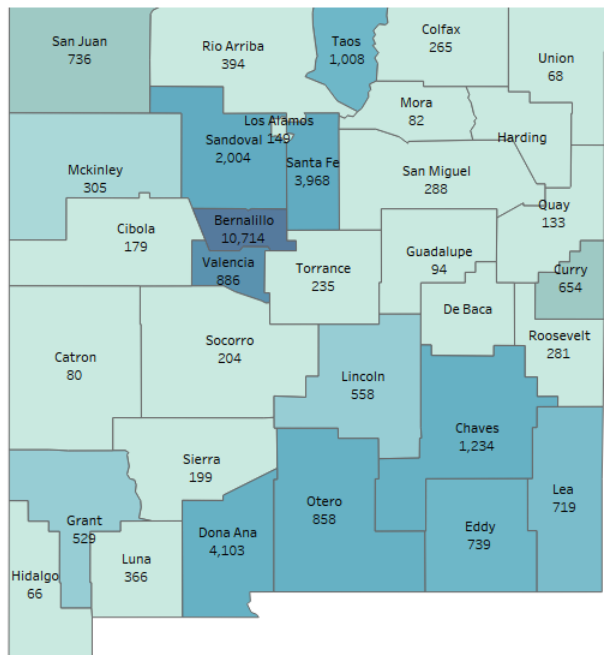 San Juan
736
Rio Arriba
394
Taos
1,008
Colfax
265
Union
68
Mora
82
Los Alamos
149
Harding
Sandoval
2,004
Santa Fe
3,968
Mckinley
305
San Miguel
288
Quay
133
Cibola
179
Bernalillo
10,714
Valencia
886
Torrance
235
Guadalupe
94
Curry
654
De Baca
Roosevelt
281
Catron
80
Socorro
204
Lincoln
558
Chaves
1,234
Sierra
199
Lea
719
Grant
529
Dona Ana
4,103
Otero
858
Eddy
739
Luna
366
Hidalgo
66